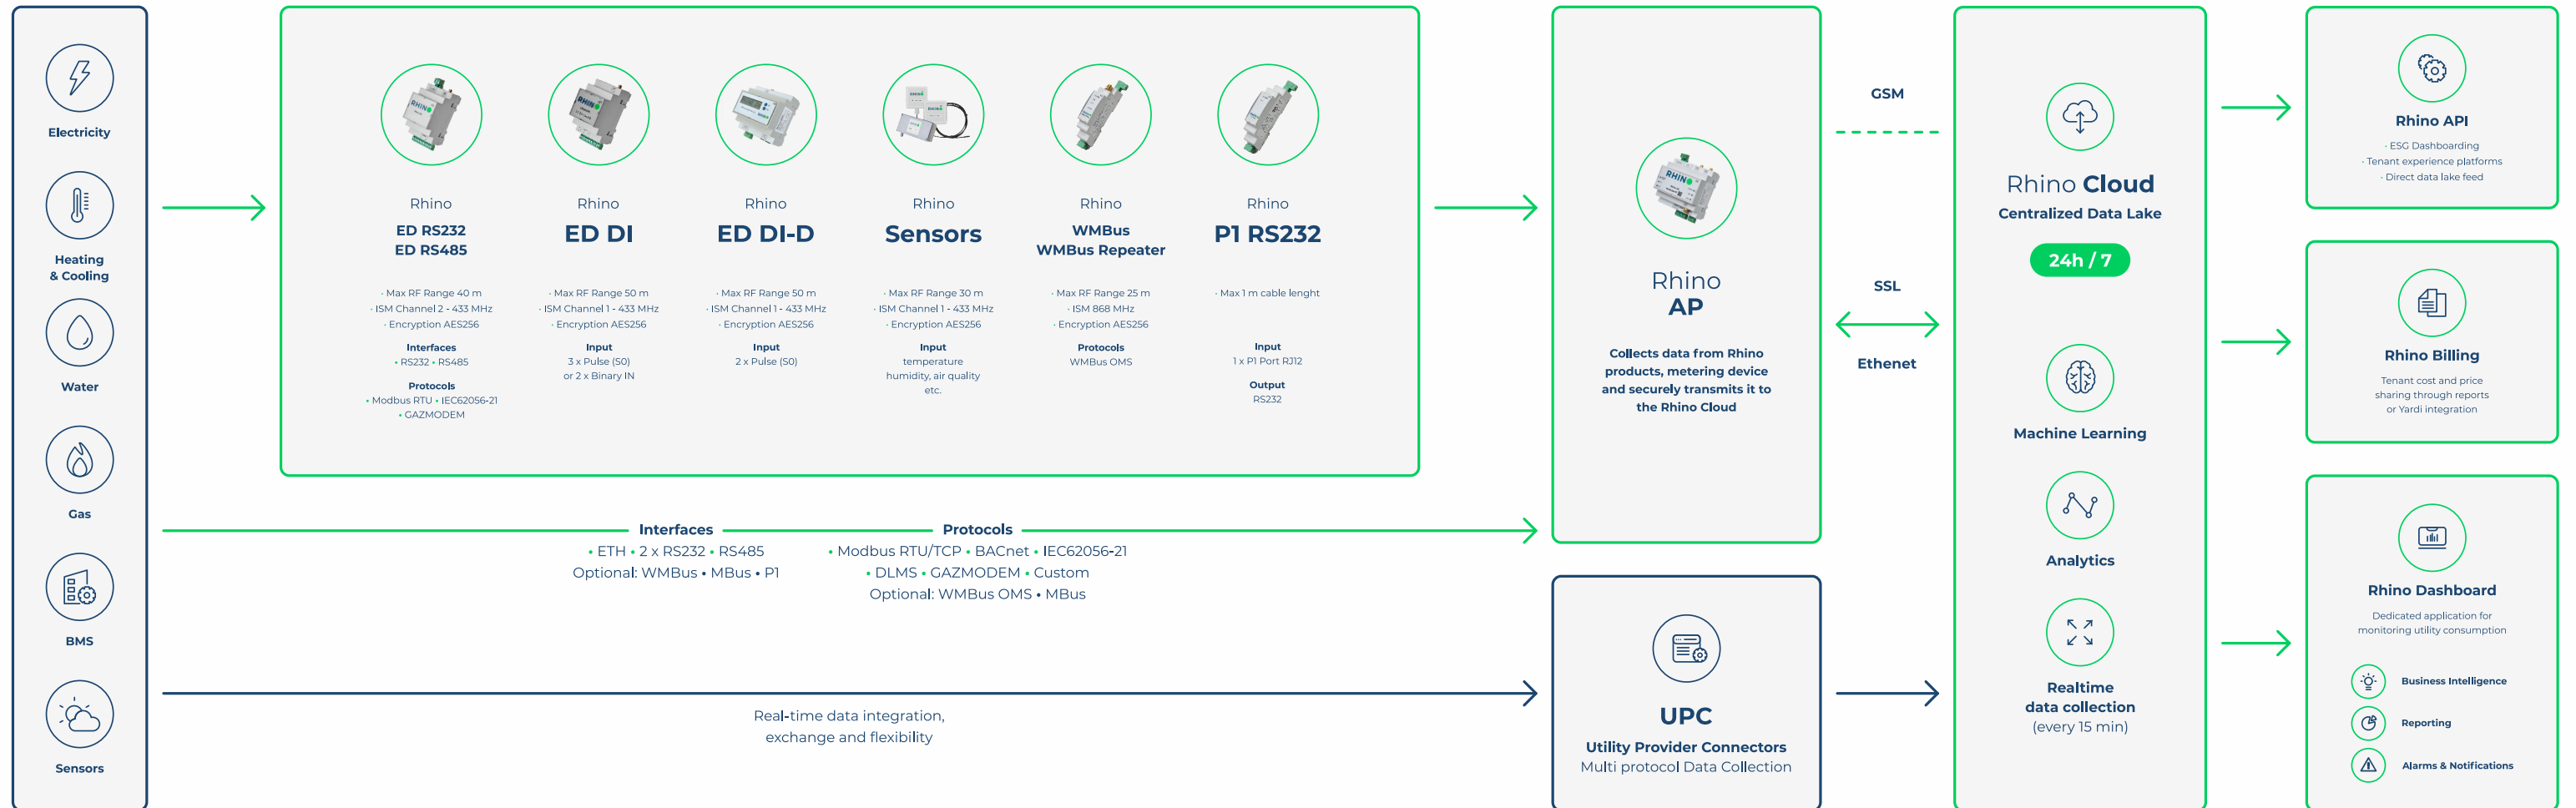 Electricity
Heating
& Cooling
Water
Gas
BMS
Sensors
Rhino
ED RS232
ED RS485
· Max RF Range 40 m
· ISM Channel 2 - 433 MHz
· Encryption AES256
Interfaces
• RS232 • RS485
Protocols
• Modbus RTU • IEC62056-21
• GAZMODEM
Rhino
ED DI
· Max RF Range 50 m
· ISM Channel 1 - 433 MHz
· Encryption AES256
Input
3 x Pulse (S0)
or 2 x Binary IN
Rhino
ED DI-D
· Max RF Range 50 m
· ISM Channel 1 - 433 MHz
· Encryption AES256
Input
2 x Pulse (S0)
Rhino
Sensors
· Max RF Range 30 m
· ISM Channel 1 - 433 MHz
· Encryption AES256
Input
temperature
humidity, air quality
etc.
Rhino
WMBus
WMBus Repeater
· Max RF Range 25 m
· ISM 868 MHz
· Encryption AES256
Protocols
WMBus OMS
Rhino
P1 RS232
· Max 1 m cable lenght
Input
1 x P1 Port RJ12
Output
RS232
Interfaces
• ETH • 2 x RS232 • RS485
Optional: WMBus • MBus • P1
Protocols
• Modbus RTU/TCP • BACnet • IEC62056-21
• DLMS • GAZMODEM • Custom
Optional: WMBus OMS • MBus
Real-time data integration,
exchange and flexibility
RHINO
Rhino
AP
Collects data from Rhino
products, metering device
and securely transmits it to
the Rhino Cloud
UPC
Utility Provider Connectors
Multi protocol Data Collection
GSM
SSL
Ethenet
Rhino Cloud
Centralized Data Lake
24h / 7
Machine Learning
Analytics
Realtime
data collection
(every 15 min)
Rhino API
· ESG Dashboarding
· Tenant experience platforms
· Direct data lake feed
Rhino Billing
Tenant cost and price
sharing through reports
or Yardi integration
Rhino Dashboard
Dedicated application for
monitoring utility consumption
Business Intelligence
Reporting
Alarms & Notifications